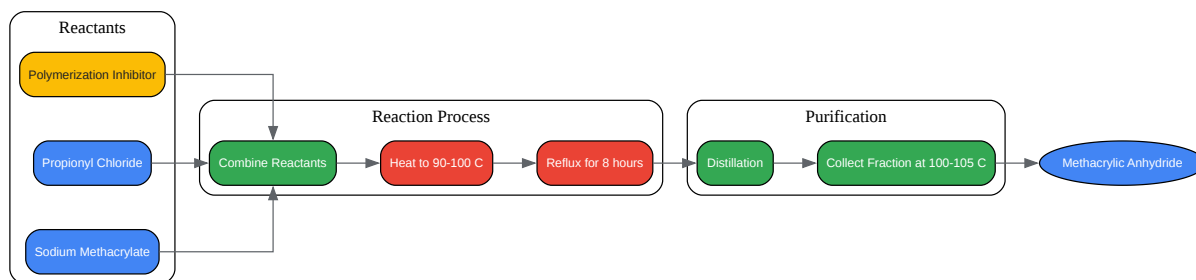 Reactants
Polymerization Inhibitor
Propionyl Chloride
Sodium Methacrylate
Reaction Process
Combine Reactants
Heat to 90-100 C
Reflux for 8 hours
Purification
Distillation
Collect Fraction at 100-105 C
Methacrylic Anhydride